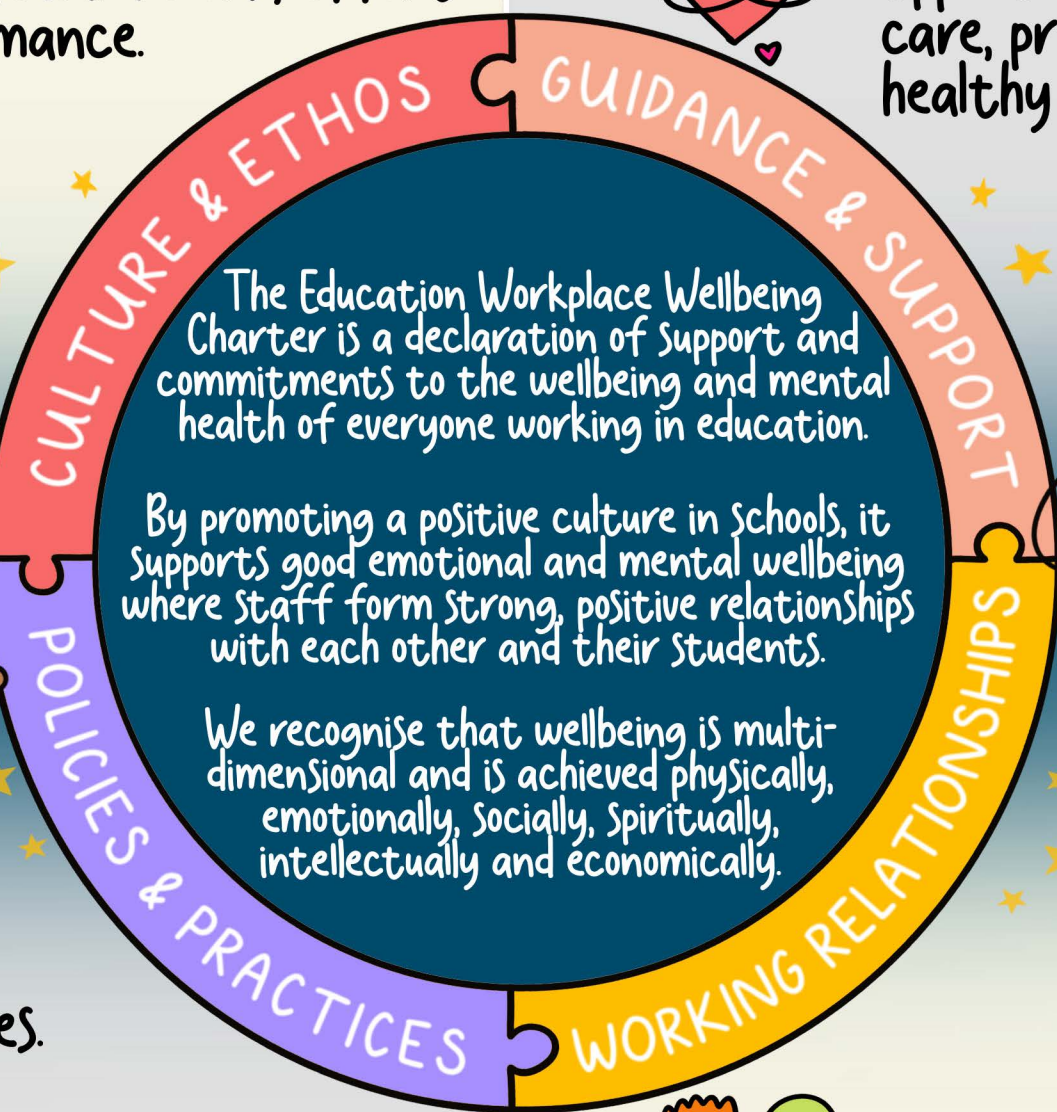 mance.
care, pr
healthy
CULTURE & ETHOS
GUIDANCE & SUPPORT
The Education Workplace Wellbeing
Charter is a declaration of support and
commitments to the wellbeing and mental
health of everyone working in education.
By promoting a positive culture in schools, it
supports good emotional and mental wellbeing
where staff form strong, positive relationships
with each other and their students.
We recognise that wellbeing is multi-
dimensional and is achieved physically,
emotionally, socially, spiritually,
intellectually and economically.
POLICIES & PRACTICES
WORKING RELATIONSHIPS
es.